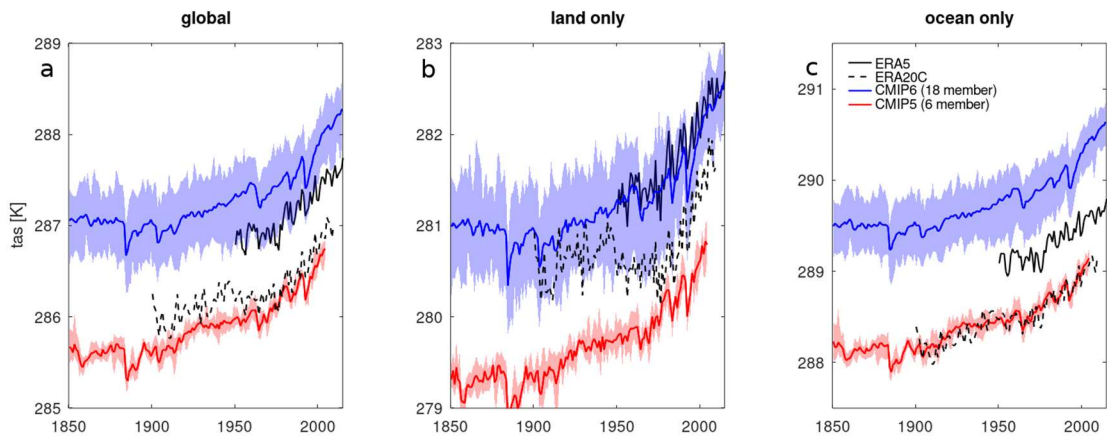 global
land only
ocean only
a
b
c
ERA5
ERA20C
CMIP6 (18 member)
CMIP5 (6 member)
tas[K]
289
288
287
286
285
283
282
281
280
279
291
290
289
288
1850 1900 1950 2000
1850 1900 1950 2000
1850 1900 1950 2000